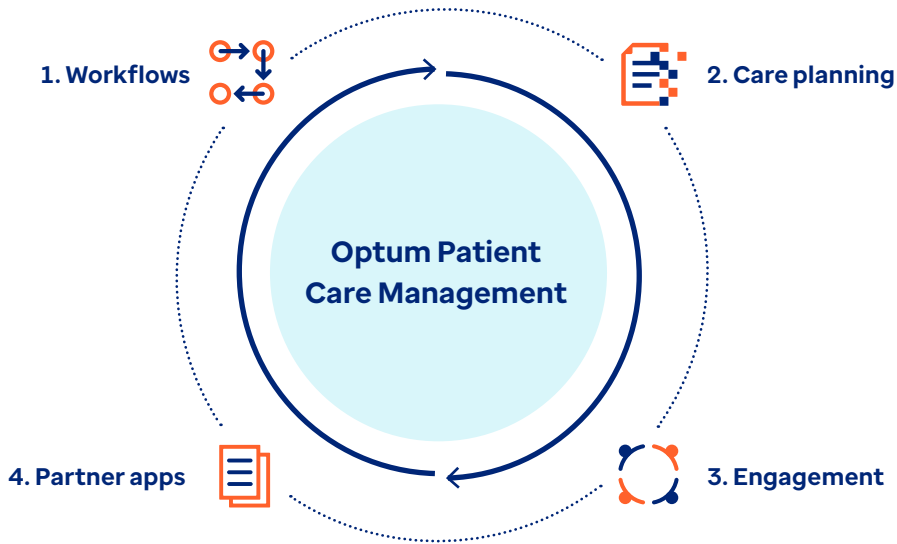 1. Workflows
2. Care planning
Optum Patient
Care Management
4. Partner apps
3. Engagement